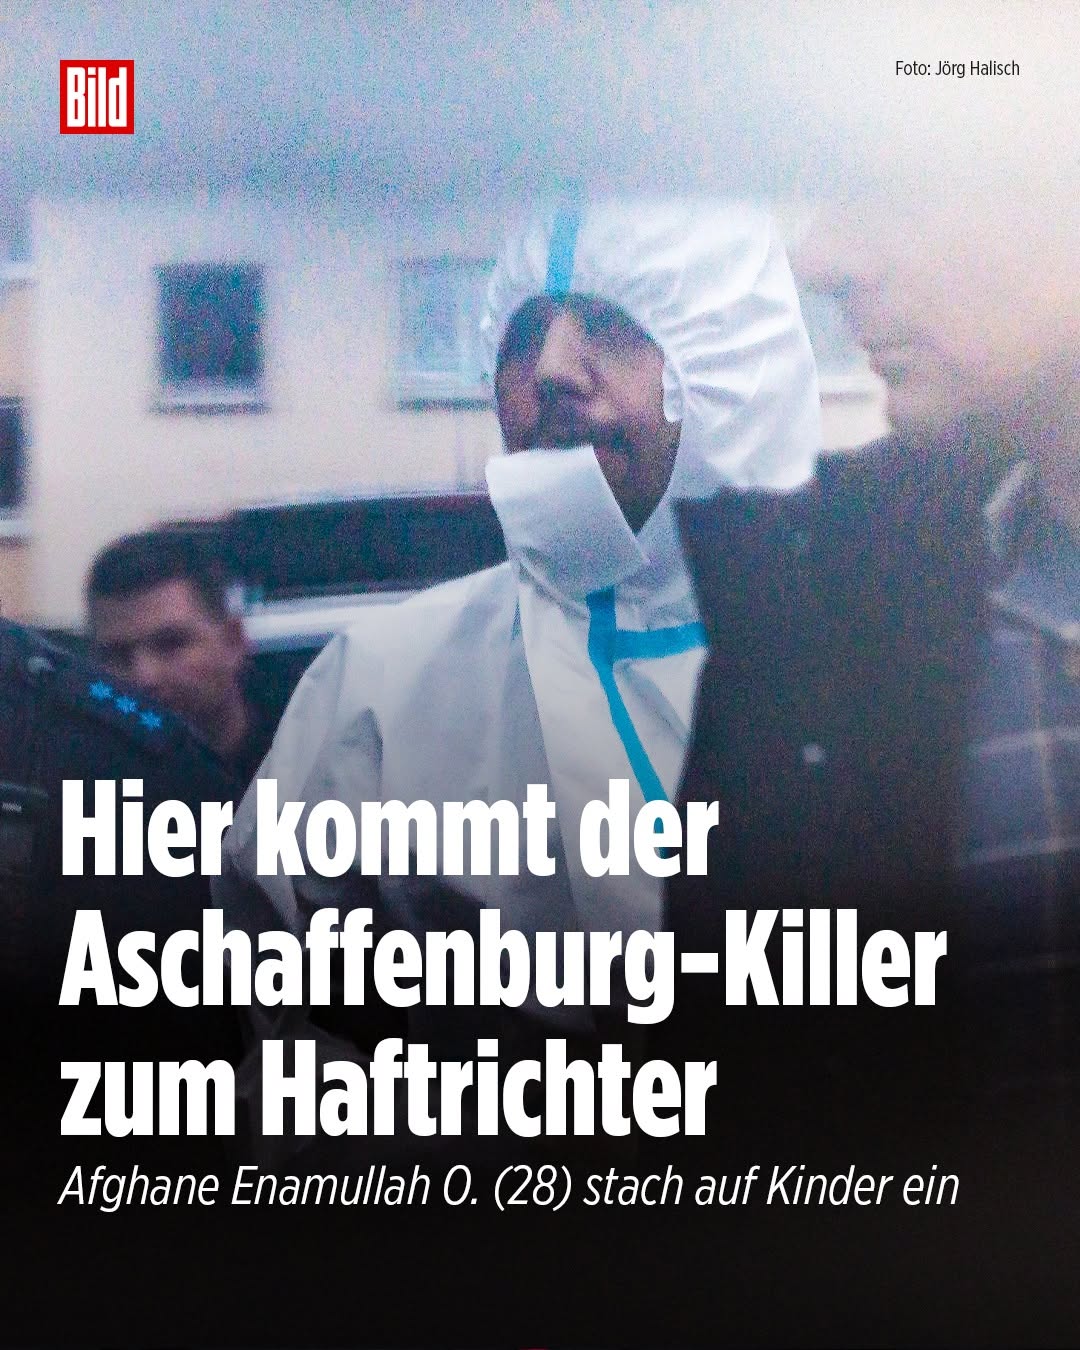 Bild
Foto: Jörg Halisch
Hier kommt der
Aschaffenburg-Killer
zum Haftrichter
Afghane Enamullah O. (28) stach auf Kinder ein